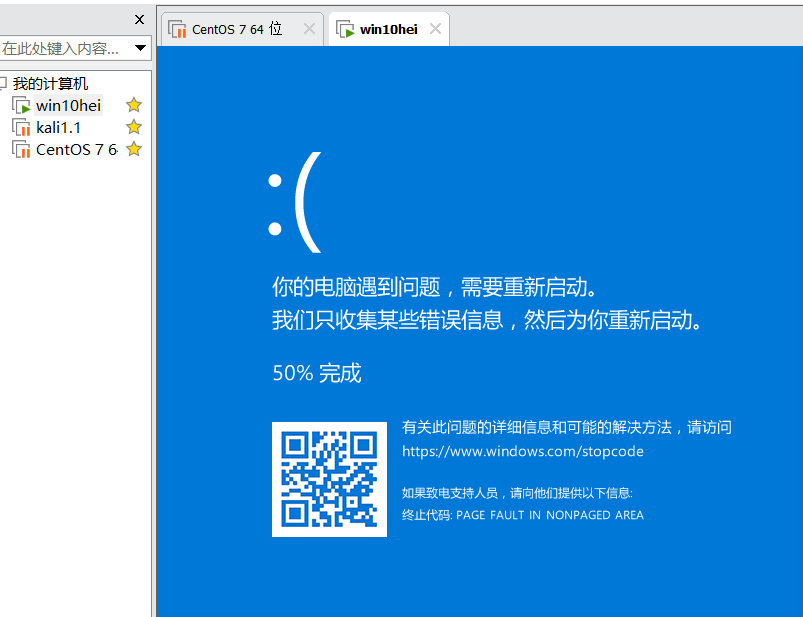 CentOS 7 64 位
win10hei
在此处键入内容...
我的计算机
win10hei
kali1.1
CentOS 7 6
:(
你的电脑遇到问题，需要重新启动。
我们只收集某些错误信息，然后为你重新启动。
50% 完成
有关此问题的详细信息和可能的解决方法，请访问
https://www.windows.com/stopcode
如果致电支持人员，请向他们提供以下信息:
终止代码: PAGE FAULT IN NONPAGED AREA